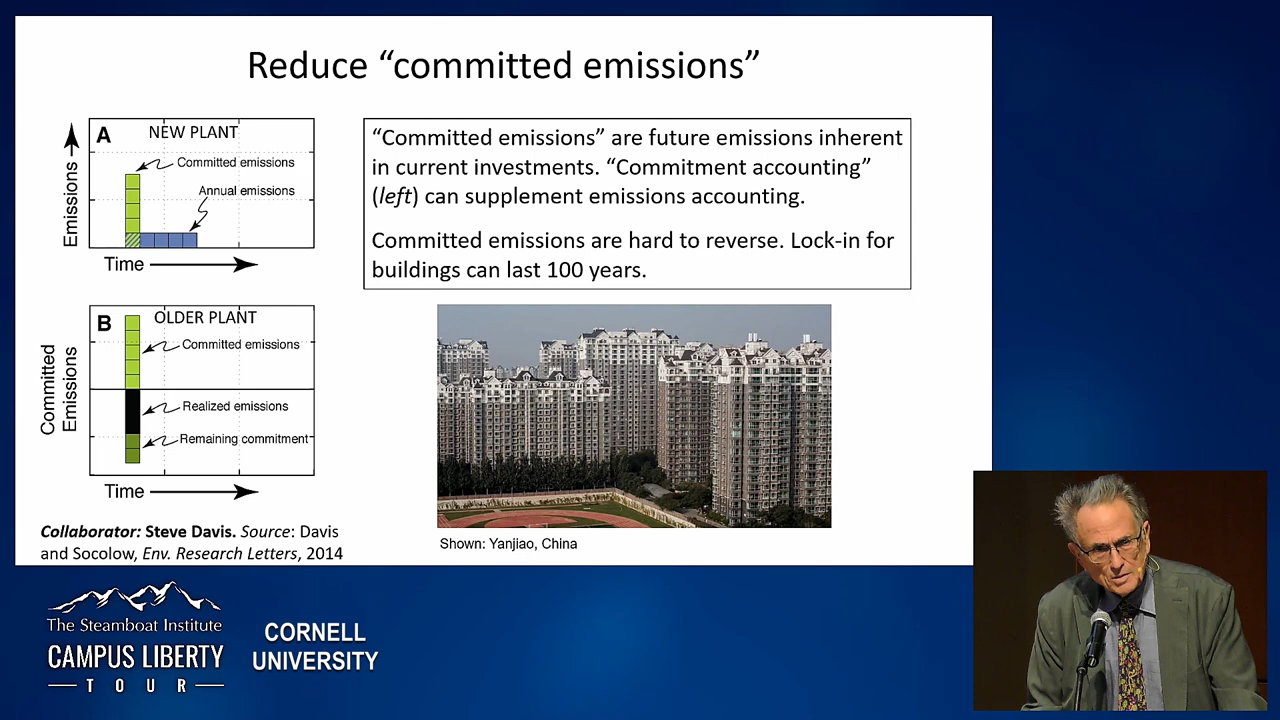 Reduce “committed emissions”
A
NEW PLANT
Committed emissions
Annual emissions
Emissions
Time
“Committed emissions” are future emissions inherent
in current investments. “Commitment accounting”
(left) can supplement emissions accounting.
Committed emissions are hard to reverse. Lock-in for
buildings can last 100 years.
B
OLDER PLANT
Committed emissions
Realized emissions
Remaining commitment
Committed
Emissions
Time
Collaborator: Steve Davis. Source: Davis
and Socolow, Env. Research Letters, 2014
Shown: Yanjiao, China
The Steamboat Institute
CAMPUS LIBERTY
TOUR
CORNELL
UNIVERSITY